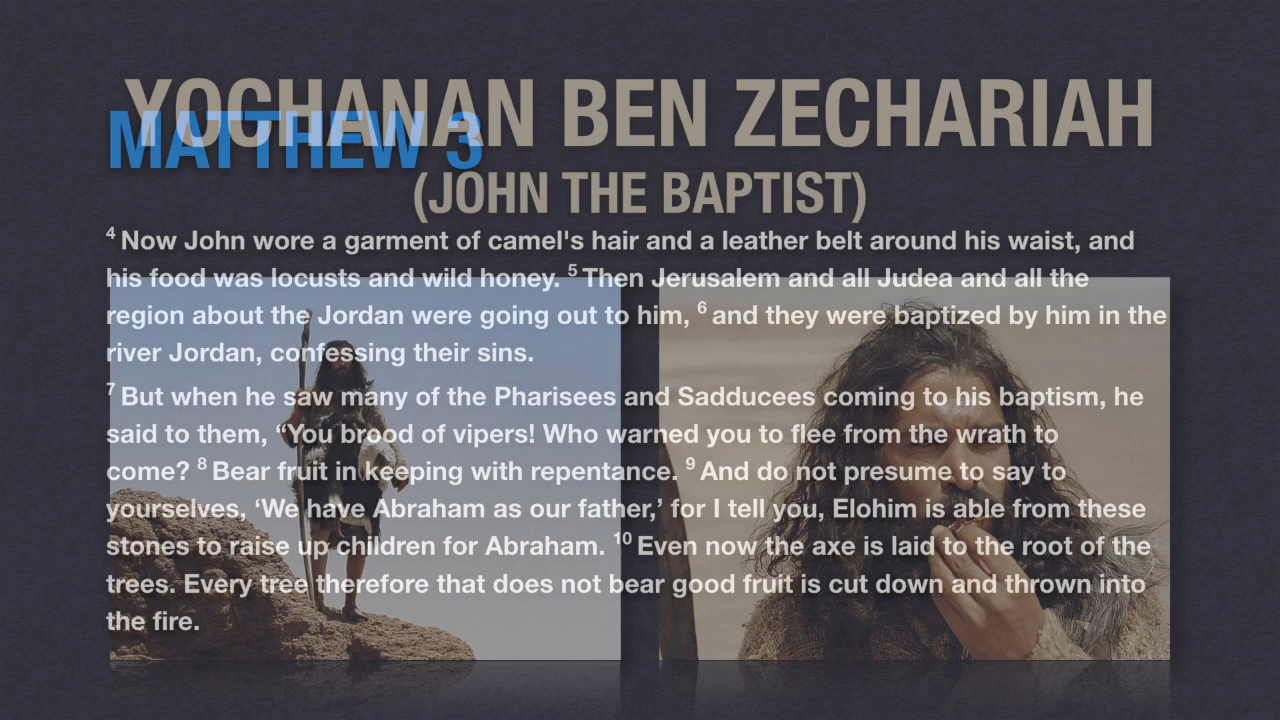 YOCHANAN BEN ZECHARIAH
MATTHEW 3
(JOHN THE BAPTIST)
4 Now John wore a garment of camel's hair and a leather belt around his waist, and
his food was locusts and wild honey. 5 Then Jerusalem and all Judea and all the
region about the Jordan were going out to him, 6 and they were baptized by him in the
river Jordan, confessing their sins.
7 But when he saw many of the Pharisees and Sadducees coming to his baptism, he
said to them, “You brood of vipers! Who warned you to flee from the wrath to
come? 8 Bear fruit in keeping with repentance. 9 And do not presume to say to
yourselves, ‘We have Abraham as our father,’ for I tell you, Elohim is able from these
stones to raise up children for Abraham. 10 Even now the axe is laid to the root of the
trees. Every tree therefore that does not bear good fruit is cut down and thrown into
the fire.